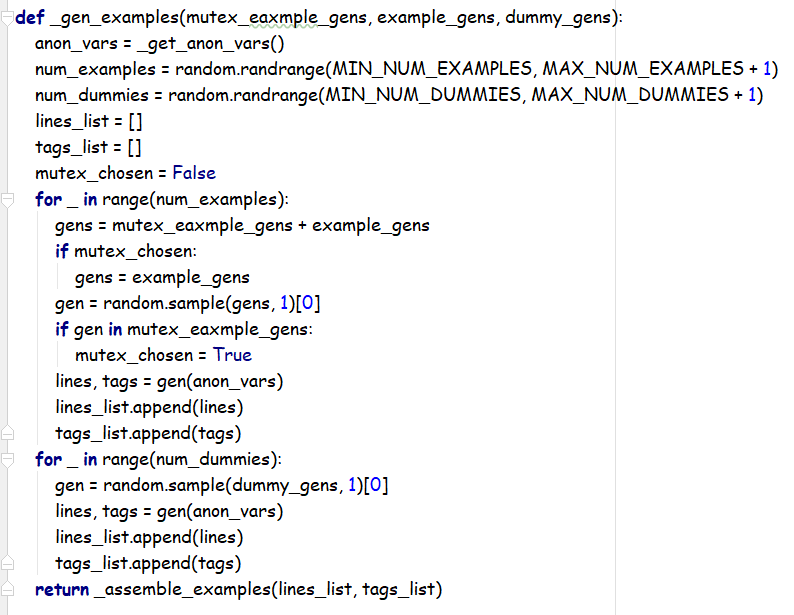 def _gen_examples(mutex_eaxmple_gens, example_gens, dummy_gens):
    anon_vars = _get_anon_vars()
    num_examples = random.randrange(MIN_NUM_EXAMPLES, MAX_NUM_EXAMPLES + 1)
    num_dummies = random.randrange(MIN_NUM_DUMMIES, MAX_NUM_DUMMIES + 1)
    lines_list = []
    tags_list = []
    mutex_chosen = False
    for _ in range(num_examples):
        gens = mutex_eaxmple_gens + example_gens
        if mutex_chosen:
            gens = example_gens
        gen = random.sample(gens, 1)[0]
        if gen in mutex_eaxmple_gens:
            mutex_chosen = True
        lines, tags = gen(anon_vars)
        lines_list.append(lines)
        tags_list.append(tags)
    for _ in range(num_dummies):
        gen = random.sample(dummy_gens, 1)[0]
        lines, tags = gen(anon_vars)
        lines_list.append(lines)
        tags_list.append(tags)
    return _assemble_examples(lines_list, tags_list)